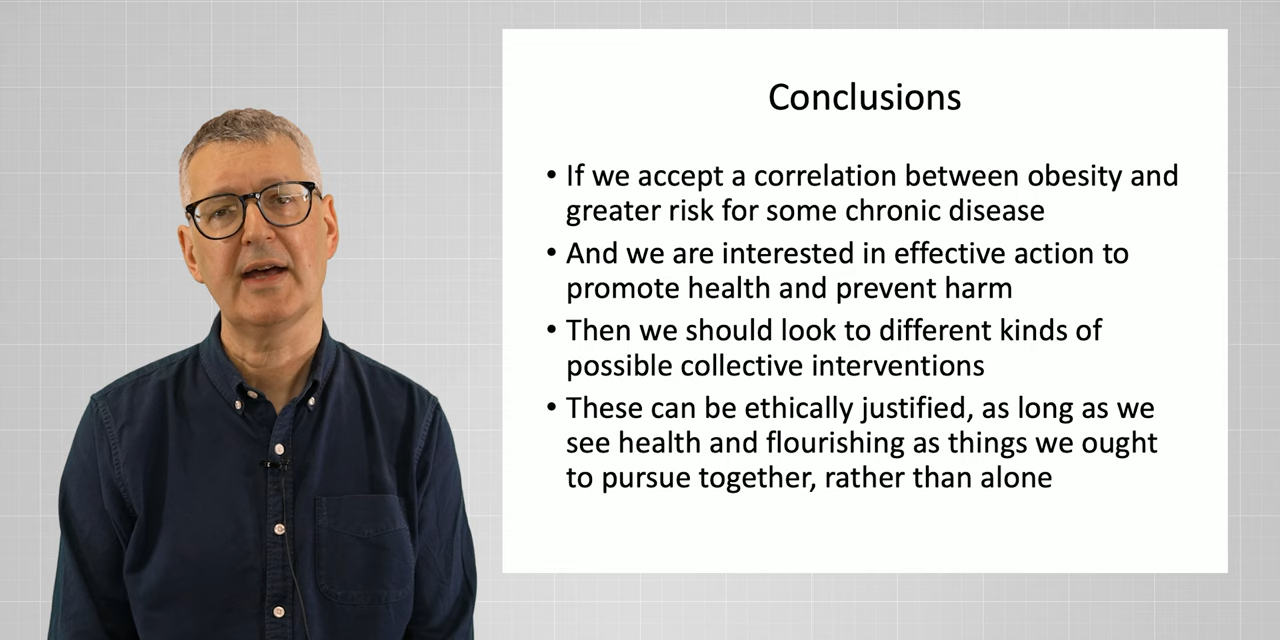 Conclusions
• If we accept a correlation between obesity and
greater risk for some chronic disease
• And we are interested in effective action to
promote health and prevent harm
• Then we should look to different kinds of
possible collective interventions
• These can be ethically justified, as long as we
see health and flourishing as things we ought
to pursue together, rather than alone